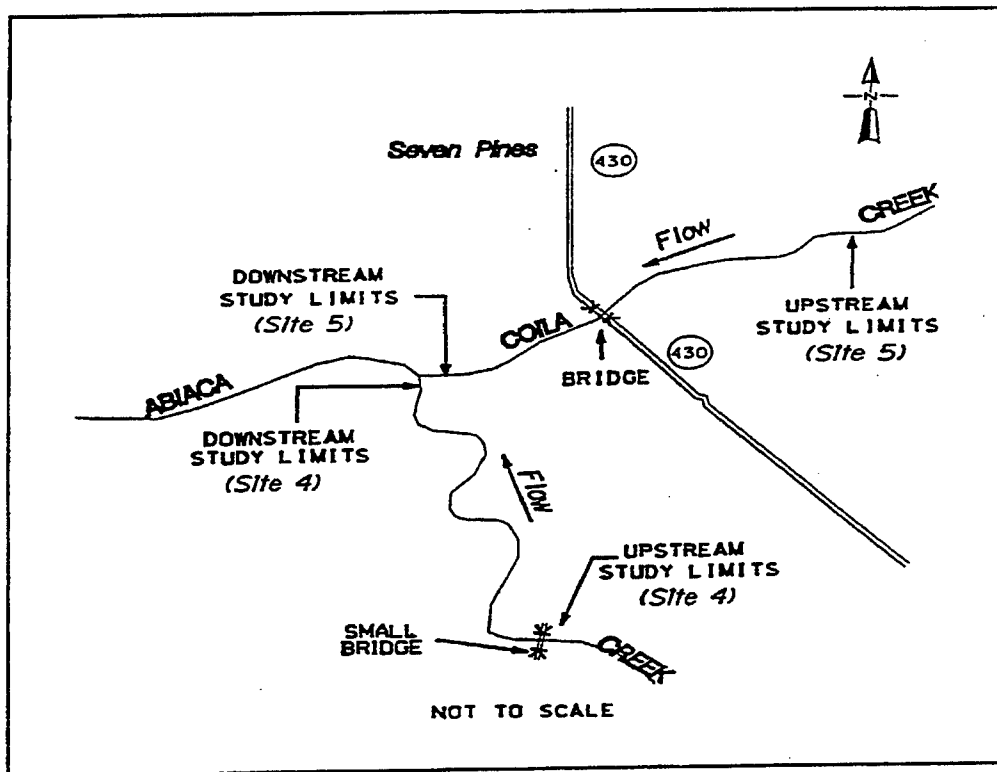 N
Seven Pines
430
CREEK
Flow
DOWNSTREAM
STUDY LIMITS
(Site 5)
UPSTREAM
STUDY LIMITS
(Site 5)
COILA
430
BRIDGE
ABIACA
DOWNSTREAM
STUDY LIMITS
(Site 4)
Flow
UPSTREAM
STUDY LIMITS
(Site 4)
SMALL
BRIDGE
CREEK
NOT TO SCALE